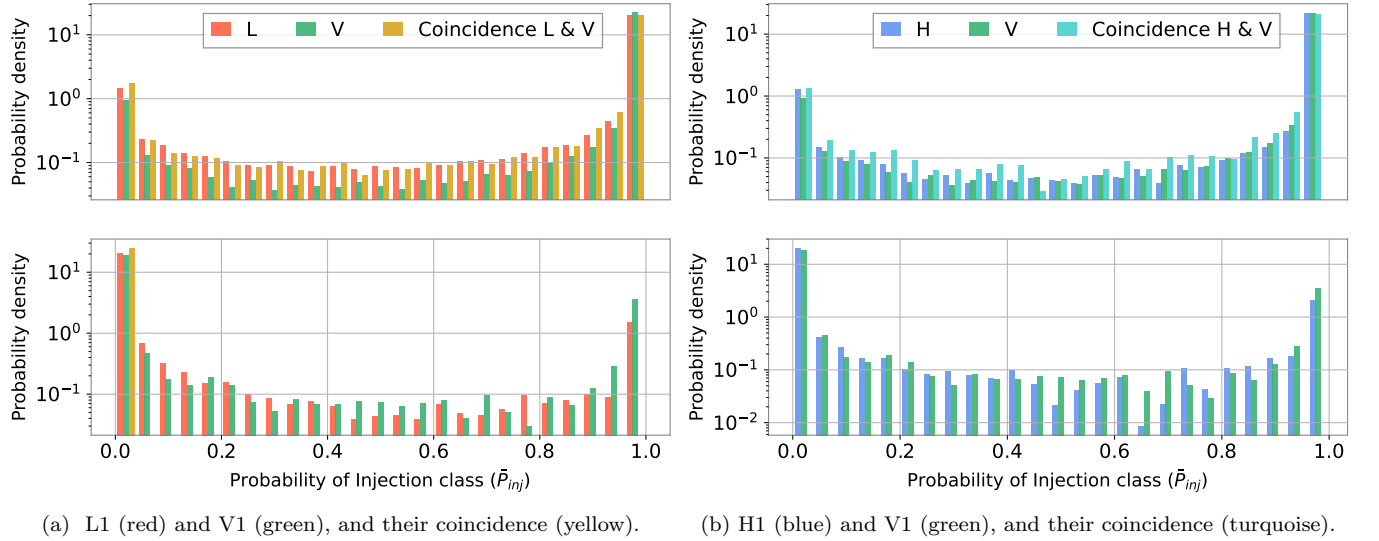 L V Coincidence L & V
Probability density
10¹
10⁰
10⁻¹
Probability density
10¹
10⁰
10⁻¹
0.0 0.2 0.4 0.6 0.8 1.0
Probability of Injection class (P̄ᵢₙⱼ)
(a) L1 (red) and V1 (green), and their coincidence (yellow).
H V Coincidence H & V
Probability density
10¹
10⁰
10⁻¹
Probability density
10¹
10⁰
10⁻¹
10⁻²
0.0 0.2 0.4 0.6 0.8 1.0
Probability of Injection class (P̄ᵢₙⱼ)
(b) H1 (blue) and V1 (green), and their coincidence (turquoise).